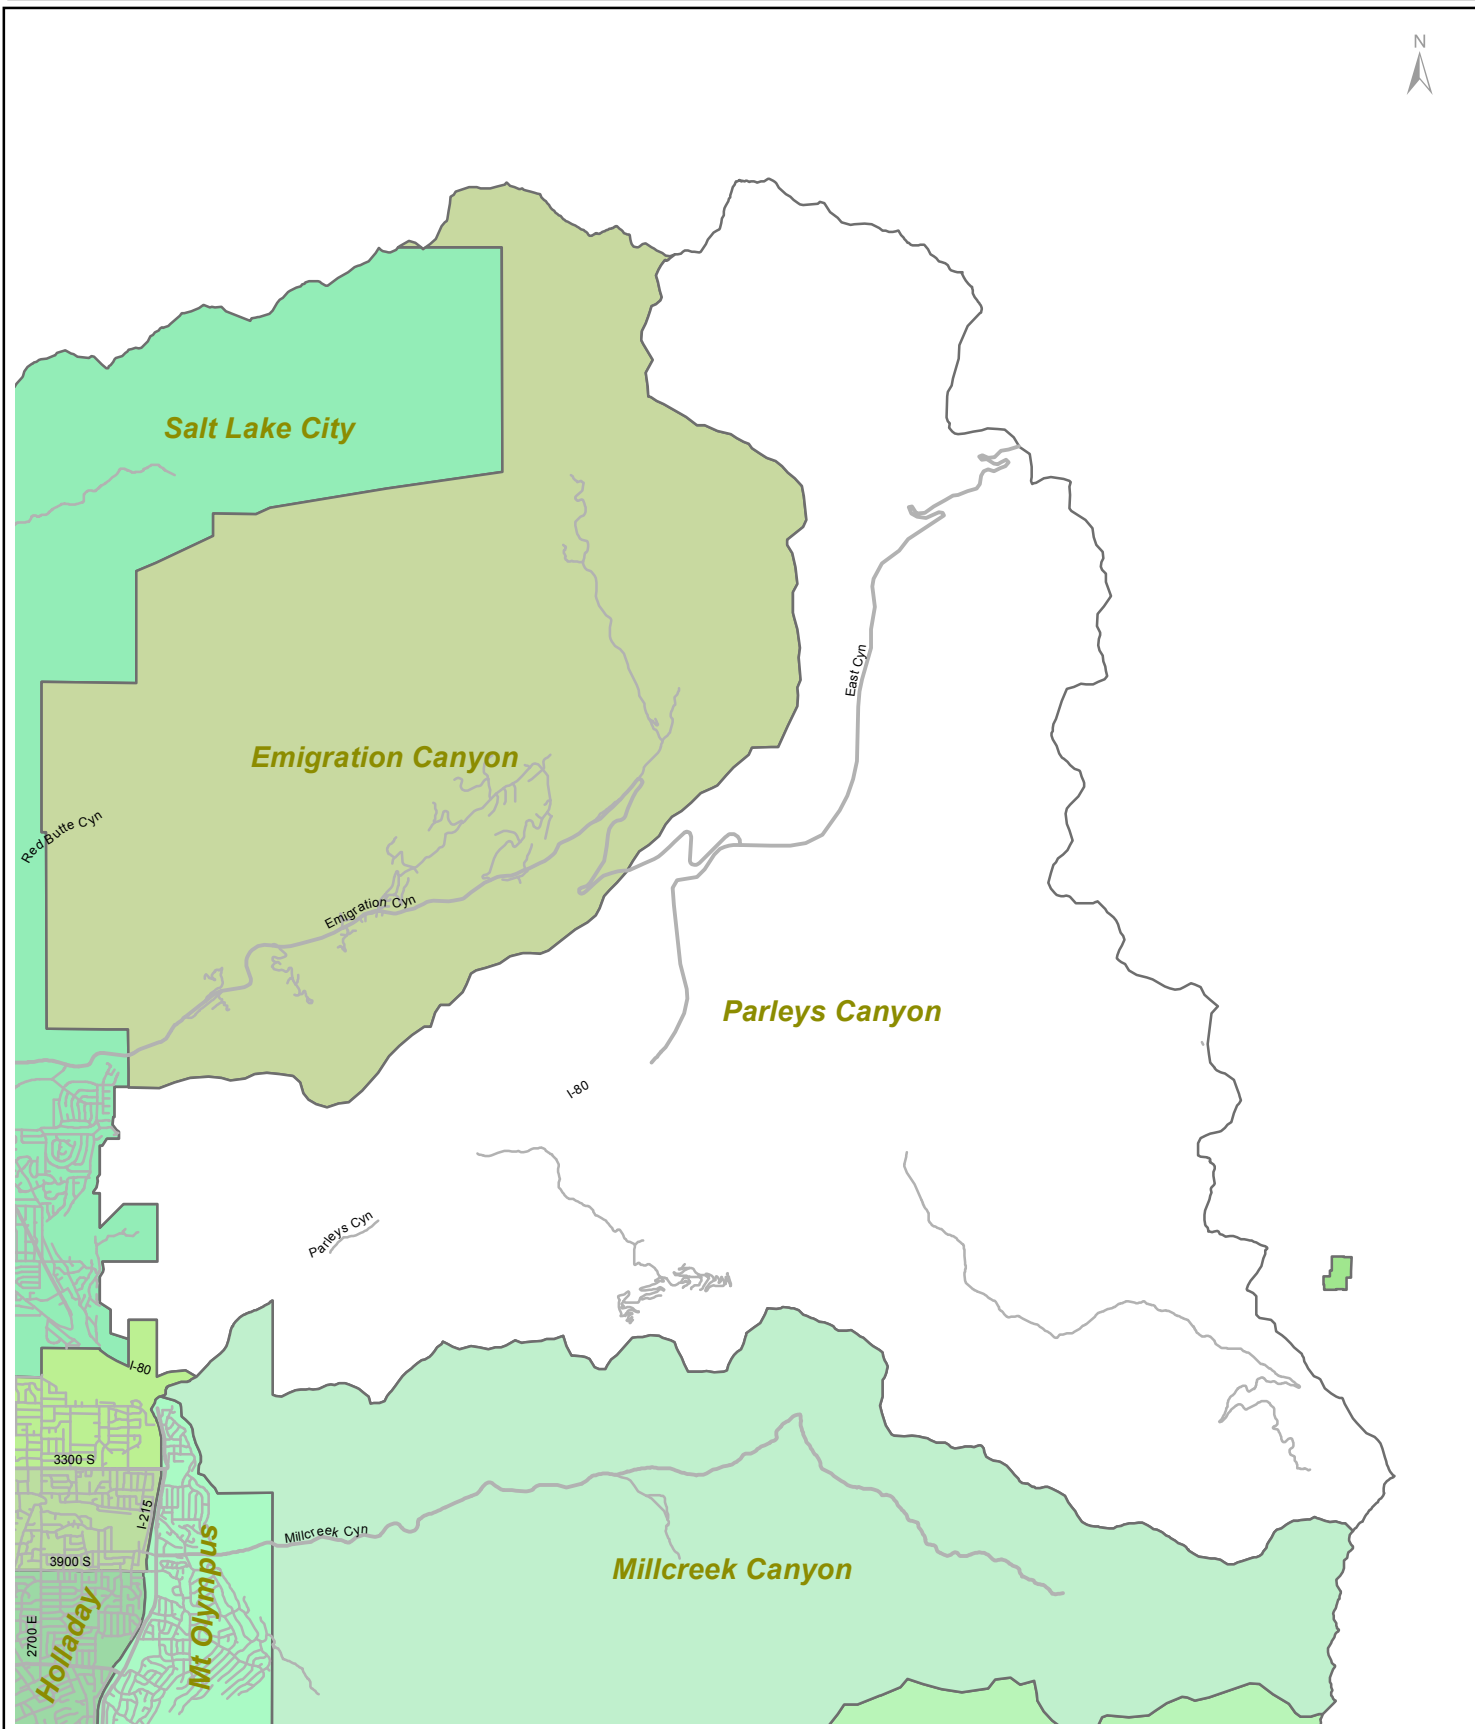 N
Salt Lake City
East Cyn
Emigration Canyon
Red Butte Cyn
Emigration Cyn
Parleys Canyon
I-80
Parleys Cyn
I-80
3300 S
I-215
Millcreek Cyn
3900 S
Millcreek Canyon
2700 E
Holladay
Mt Olympus